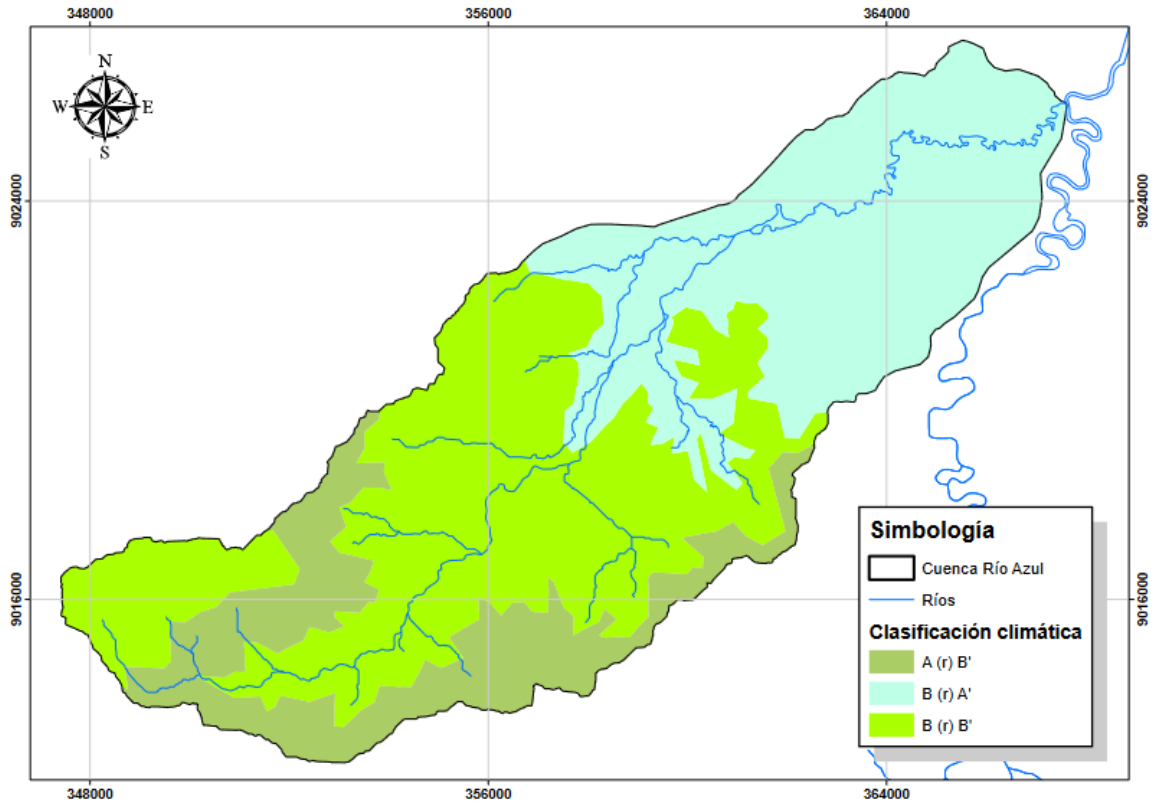 348000 356000 364000
N
W E
S
9024000 9024000
9016000 9016000
Simbología
Cuenca Río Azul
Ríos
Clasificación climática
A (r) B'
B (r) A'
B (r) B'
348000 356000 364000